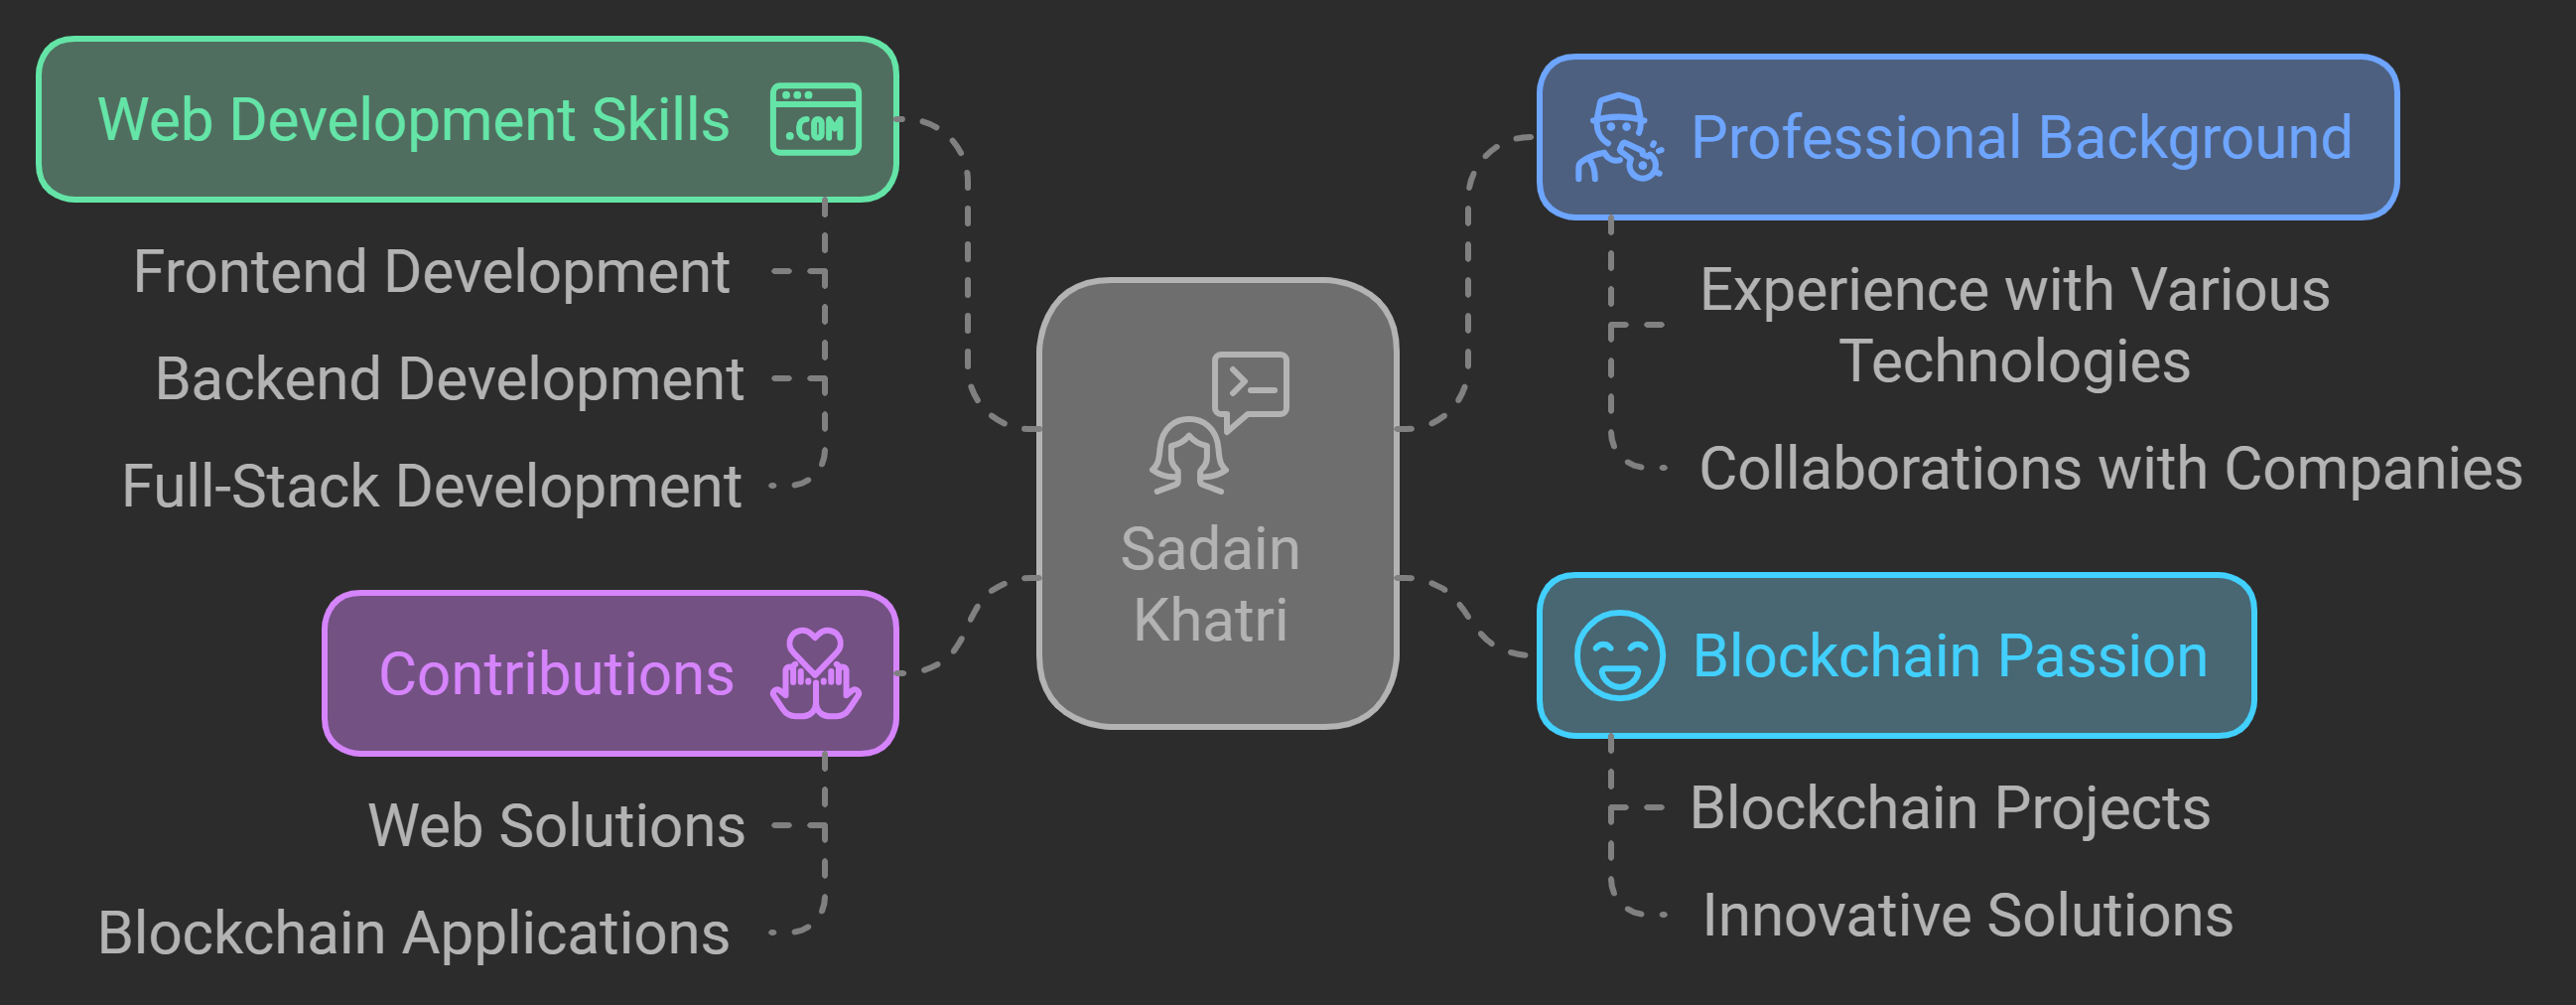 Web Development Skills
.COM
Frontend Development
Backend Development
Full-Stack Development
Contributions
Web Solutions
Blockchain Applications
Sadain
Khatri
Professional Background
Experience with Various
Technologies
Collaborations with Companies
Blockchain Passion
Blockchain Projects
Innovative Solutions